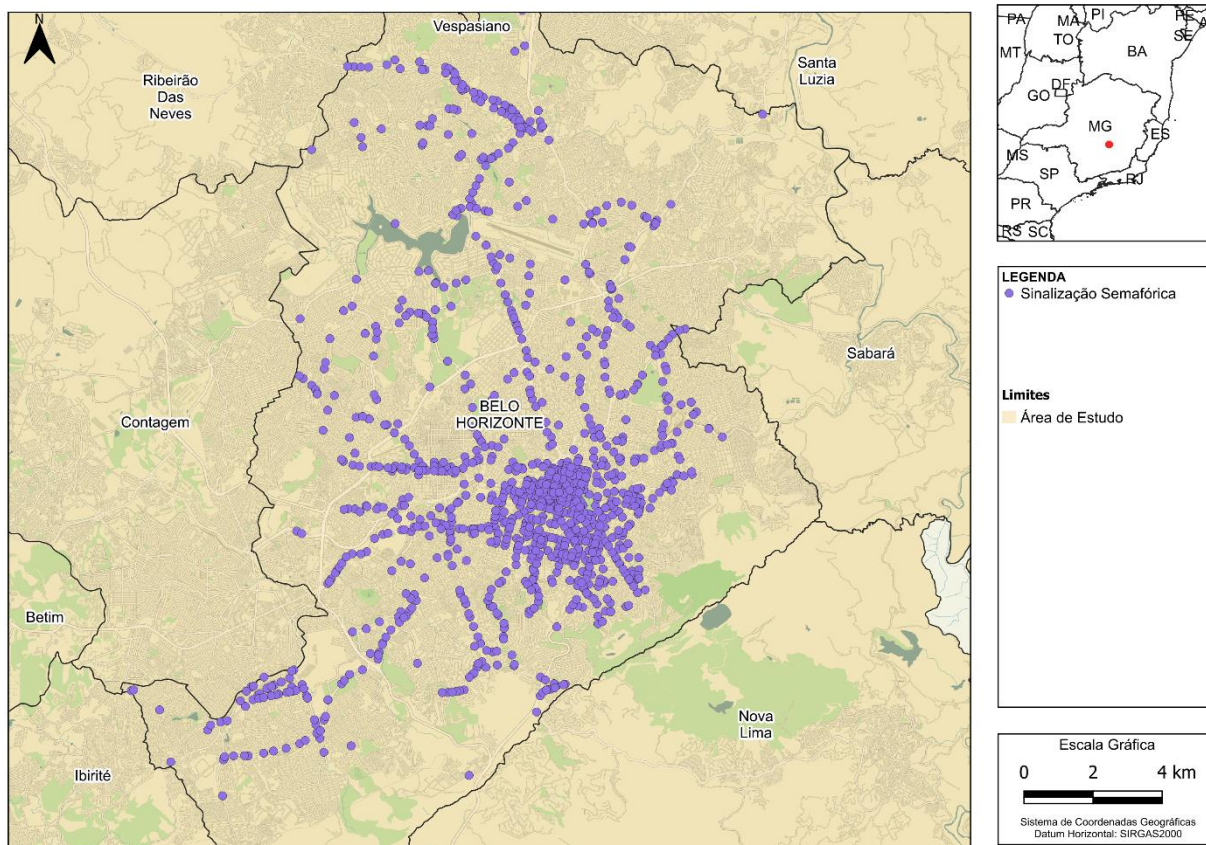 N
Vespasiano
Ribeirão
Das
Neves
Santa
Luzia
Sabará
Contagem
BELO
HORIZONTE
Betim
Nova
Lima
Ibirité
PA
MA
PI
PE
A
TO
SE
MT
BA
DF
GO
MG
ES
MS
SP
RJ
PR
RS
SC
LEGENDA
Sinalização Semafórica
Limites
Área de Estudo
Escala Gráfica
0 2 4 km
Sistema de Coordenadas Geográficas
Datum Horizontal: SIRGAS2000